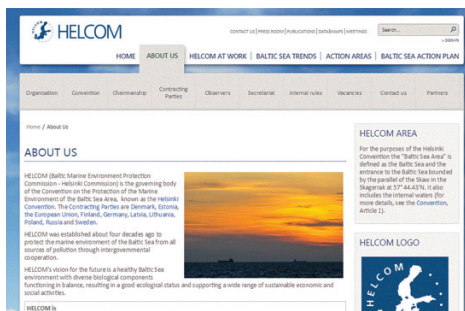 HELCOM
CONTACT US | PRESS ROOM | PUBLICATIONS | DATA&MAPS | MEETINGS
Search...
» SIGN-IN
HOME ABOUT US HELCOM AT WORK | BALTIC SEA TRENDS | ACTION AREAS | BALTIC SEA ACTION PLAN
Organisation Convention Chairmanship Contracting Parties Observers Secretariat Internal rules Vacancies Contact us Partners
Home / About Us
ABOUT US
HELCOM (Baltic Marine Environment Protection
Commission - Helsinki Commission) is the governing body
of the Convention on the Protection of the Marine
Environment of the Baltic Sea Area, known as the Helsinki
Convention. The Contracting Parties are Denmark, Estonia,
the European Union, Finland, Germany, Latvia, Lithuania,
Poland, Russia and Sweden.
HELCOM was established about four decades ago to
protect the marine environment of the Baltic Sea from all
sources of pollution through intergovernmental
cooperation.
HELCOM's vision for the future is a healthy Baltic Sea
environment with diverse biological components
functioning in balance, resulting in a good ecological status and supporting a wide range of sustainable economic and
social activities.
HELCOM is
HELCOM AREA
For the purposes of the Helsinki
Convention the "Baltic Sea Area" is
defined as the Baltic Sea and the
entrance to the Baltic Sea bounded
by the parallel of the Skaw in the
Skagerrak at 57° 44.43'N. It also
includes the internal waters (for
more details, see the Convention,
Article 1).
HELCOM LOGO
HELCOM